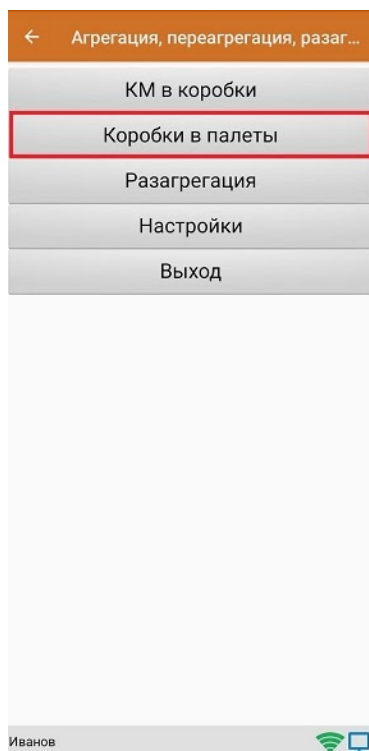 Агрегация, переагрегация, разаг...
КМ в коробки
Коробки в палеты
Разагрегация
Настройки
Выход
Иванов